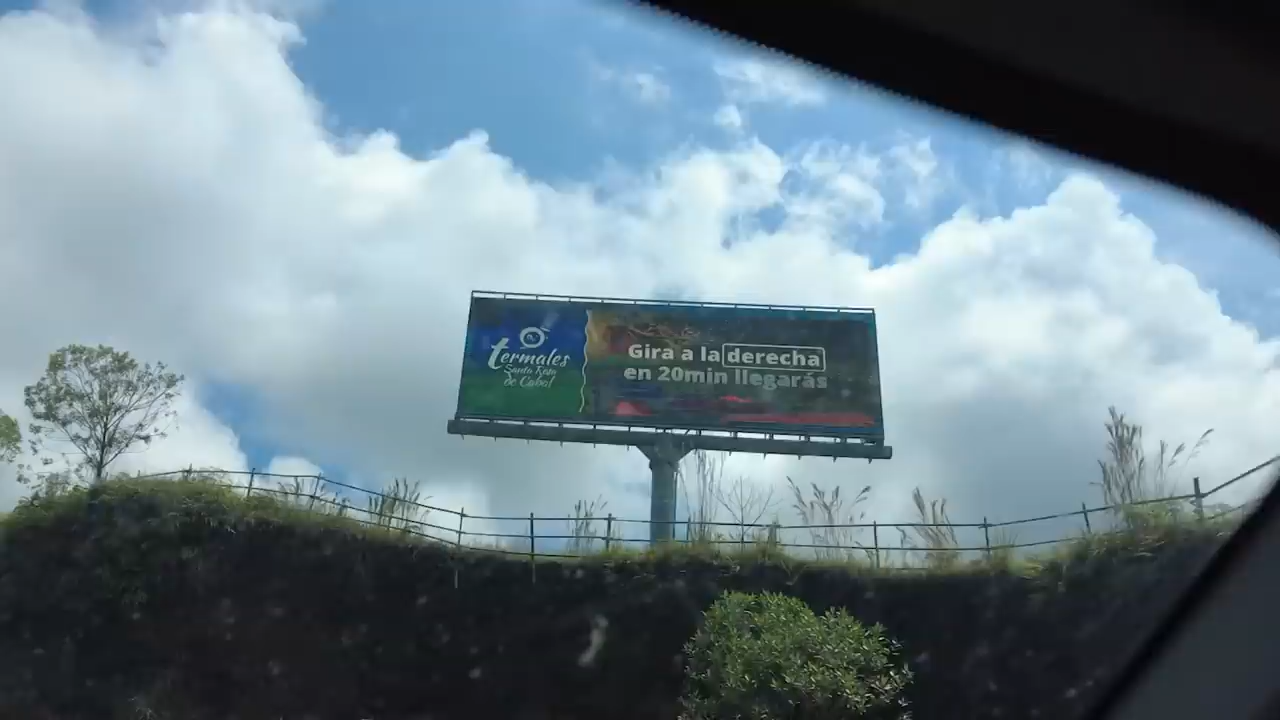 termales
Santa Rosa
de Cabal
Gira a la derecha
en 20min llegarás